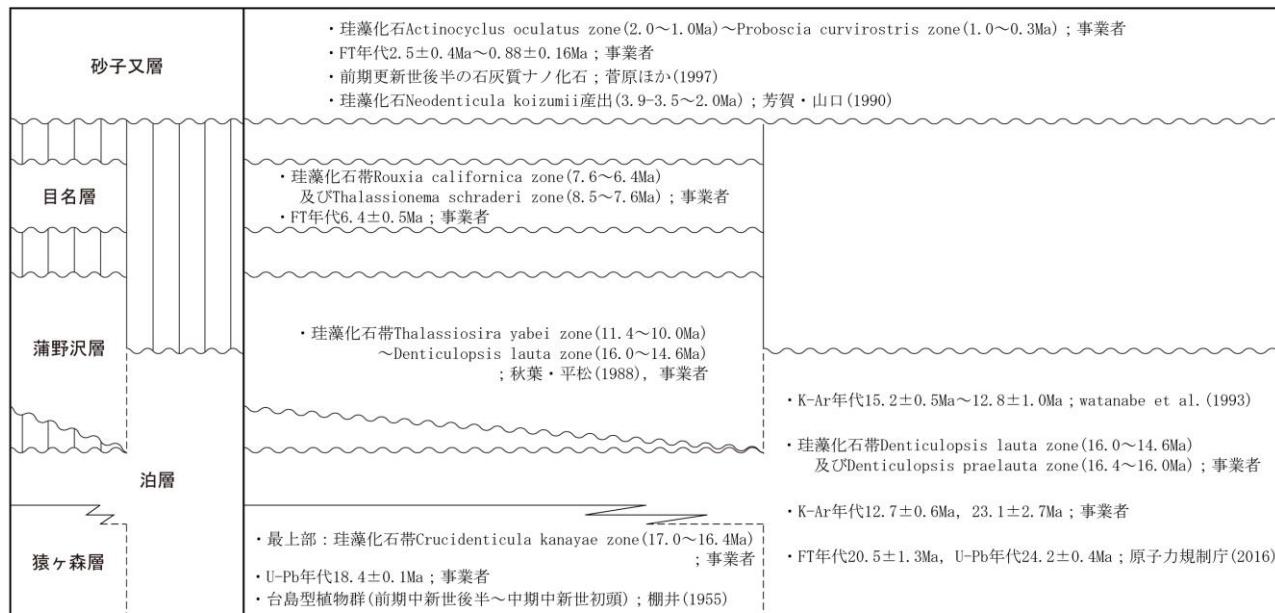 砂子又層
・珪藻化石Actinocyclus oculatus zone(2.0～1.0Ma)～Proboscia curvirostris zone(1.0～0.3Ma)；事業者
・FT年代2.5±0.4Ma～0.88±0.16Ma；事業者
・前期更新世後半の石灰質ナノ化石；菅原ほか(1997)
・珪藻化石Neodenticula koizumii産出(3.9-3.5～2.0Ma)；芳賀・山口(1990)
目名層
・珪藻化石帯Rouxia californica zone(7.6～6.4Ma)
及びThalassionema schraderi zone(8.5～7.6Ma)；事業者
・FT年代6.4±0.5Ma；事業者
蒲野沢層
・珪藻化石帯Thalassiosira yabei zone(11.4～10.0Ma)
～Denticulopsis lauta zone(16.0～14.6Ma)
；秋葉・平松(1988)，事業者
泊層
・K-Ar年代15.2±0.5Ma～12.8±1.0Ma；watanabe et al.(1993)
・珪藻化石帯Denticulopsis lauta zone(16.0～14.6Ma)
及びDenticulopsis praelauta zone(16.4～16.0Ma)；事業者
・K-Ar年代12.7±0.6Ma，23.1±2.7Ma；事業者
・FT年代20.5±1.3Ma，U-Pb年代24.2±0.4Ma；原子力規制庁(2016)
猿ヶ森層
・最上部：珪藻化石帯Crucidenticula kanayae zone(17.0～16.4Ma)
；事業者
・U-Pb年代18.4±0.1Ma；事業者
・台島型植物群(前期中新世後半～中期中新世初頭)；棚井(1955)